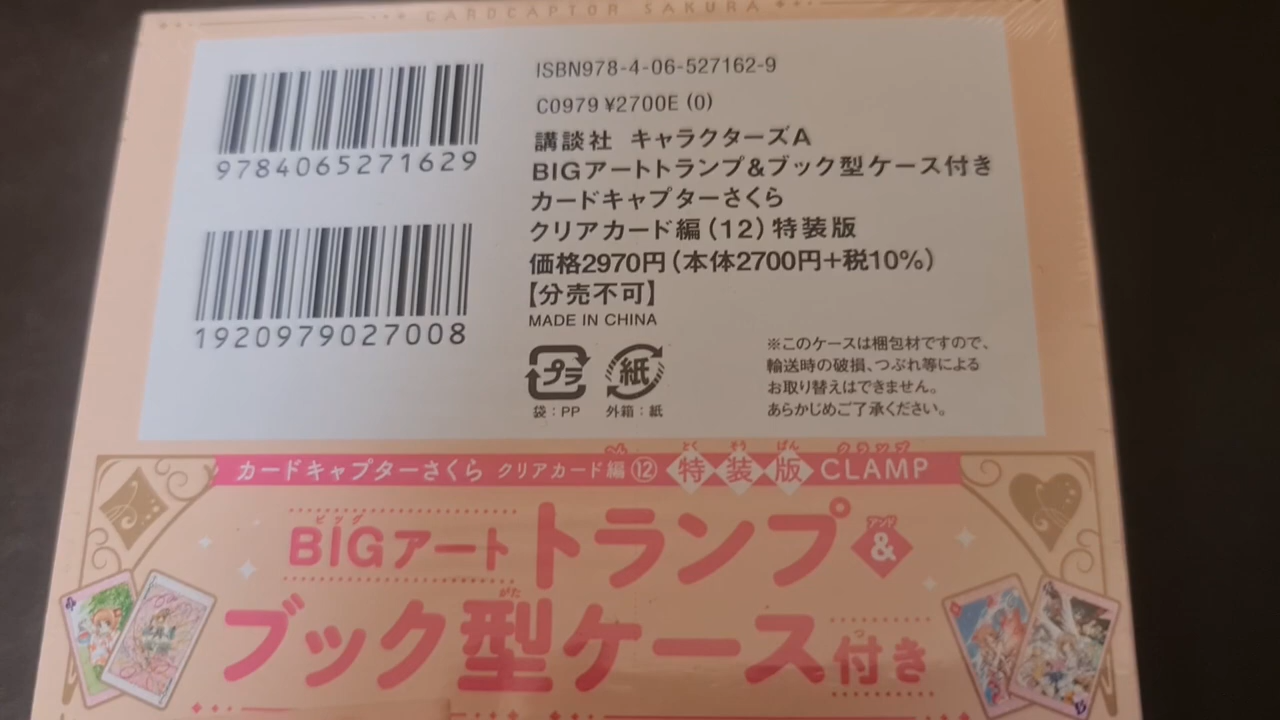 CARDCAPTOR SAKURA
9784065271629
1920979027008
ISBN978-4-06-527162-9
C0979 ¥2700E (0)
講談社 キャラクターズA
BIGアートトランプ&ブック型ケース付き
カードキャプターさくら
クリアカード編(12)特装版
価格2970円(本体2700円+税10%)
【分売不可】
MADE IN CHINA
プラ
紙
袋:PP
外箱:紙
※このケースは梱包材ですので、
輸送時の破損、つぶれ等による
お取り替えはできません。
あらかじめご了承ください。
へん とく そう ばん クランプ
カードキャプターさくら クリアカード編⑫ 特装版 CLAMP
ビッグ アンド
BIGアート トランプ&
がた つ
ブック型ケース付き